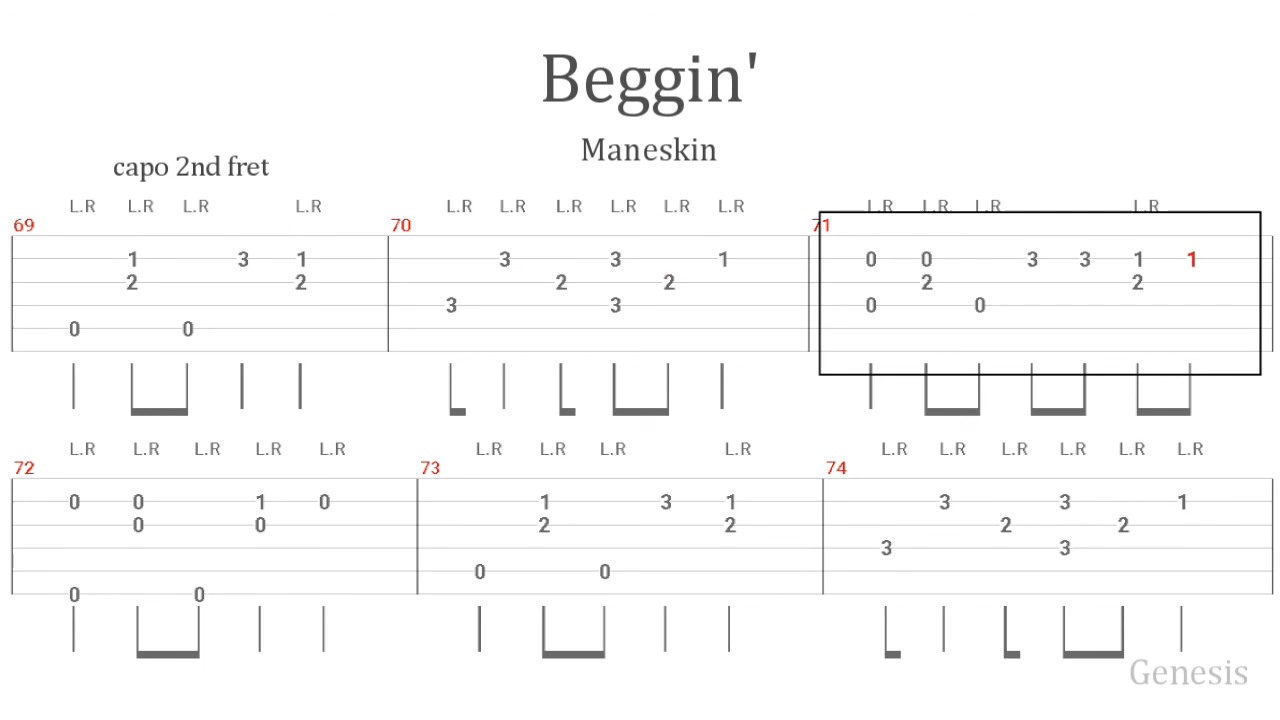 Beggin'
Maneskin
capo 2nd fret
L.R L.R L.R L.R L.R L.R L.R L.R L.R L.R L.R L.R L.R L.R
69 70 71
1 3 1 3 3 1 0 0 3 3 1 1
2 2 2 2 2 2
3 3 0 0
0 0
L.R L.R L.R L.R L.R L.R L.R L.R L.R L.R L.R L.R L.R L.R L.R
72 73 74
0 0 1 0 1 3 1 3 3 1
0 0 2 2 2 2
3 3
0 0
0 0
Genesis